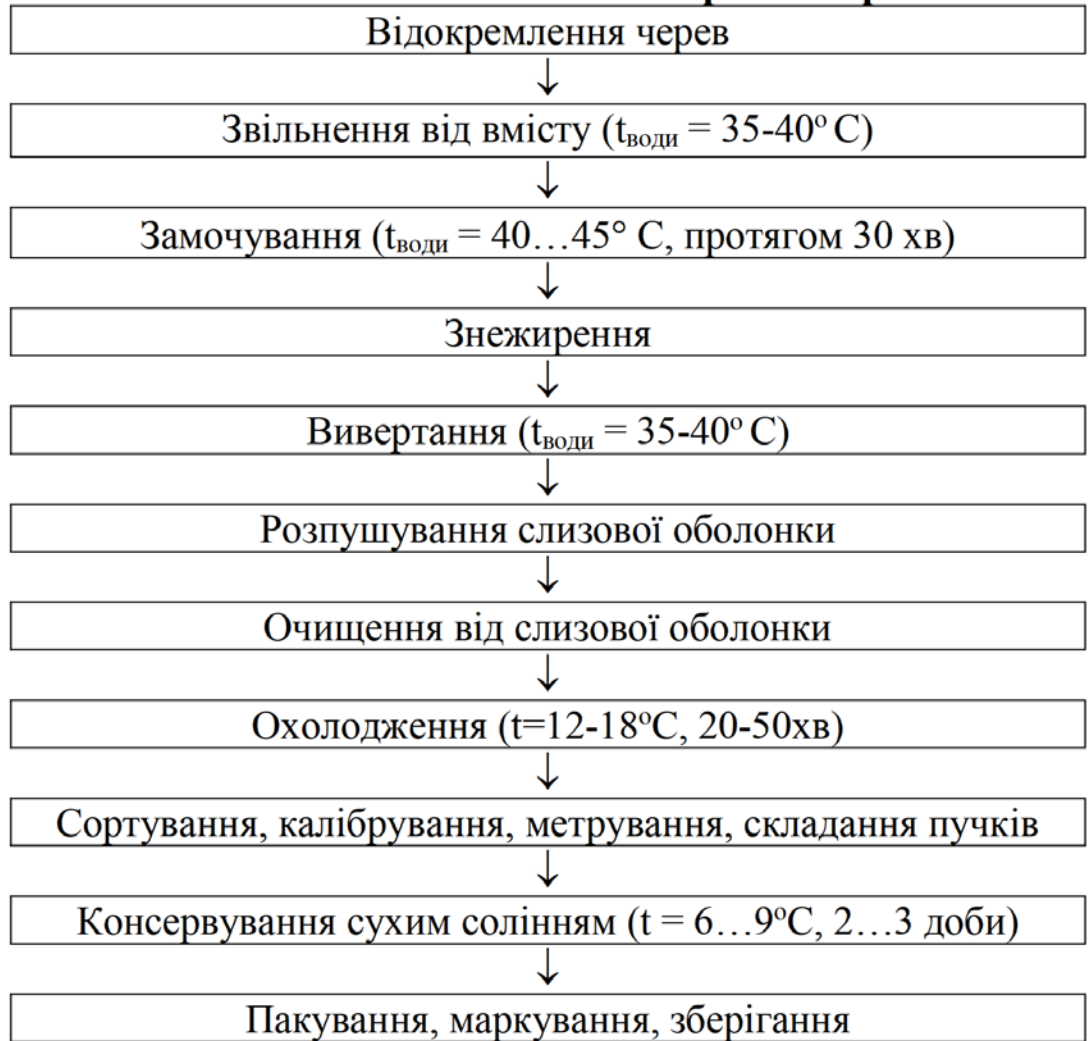 Відокремлення черев
↓
Звільнення від вмісту (tводи = 35-40º С)
↓
Замочування (tводи = 40…45° С, протягом 30 хв)
↓
Знежирення
↓
Вивертання (tводи = 35-40º С)
↓
Розпушування слизової оболонки
↓
Очищення від слизової оболонки
↓
Охолодження (t=12-18ºС, 20-50хв)
↓
Сортування, калібрування, метрування, складання пучків
↓
Консервування сухим солінням (t = 6…9ºС, 2…3 доби)
↓
Пакування, маркування, зберігання